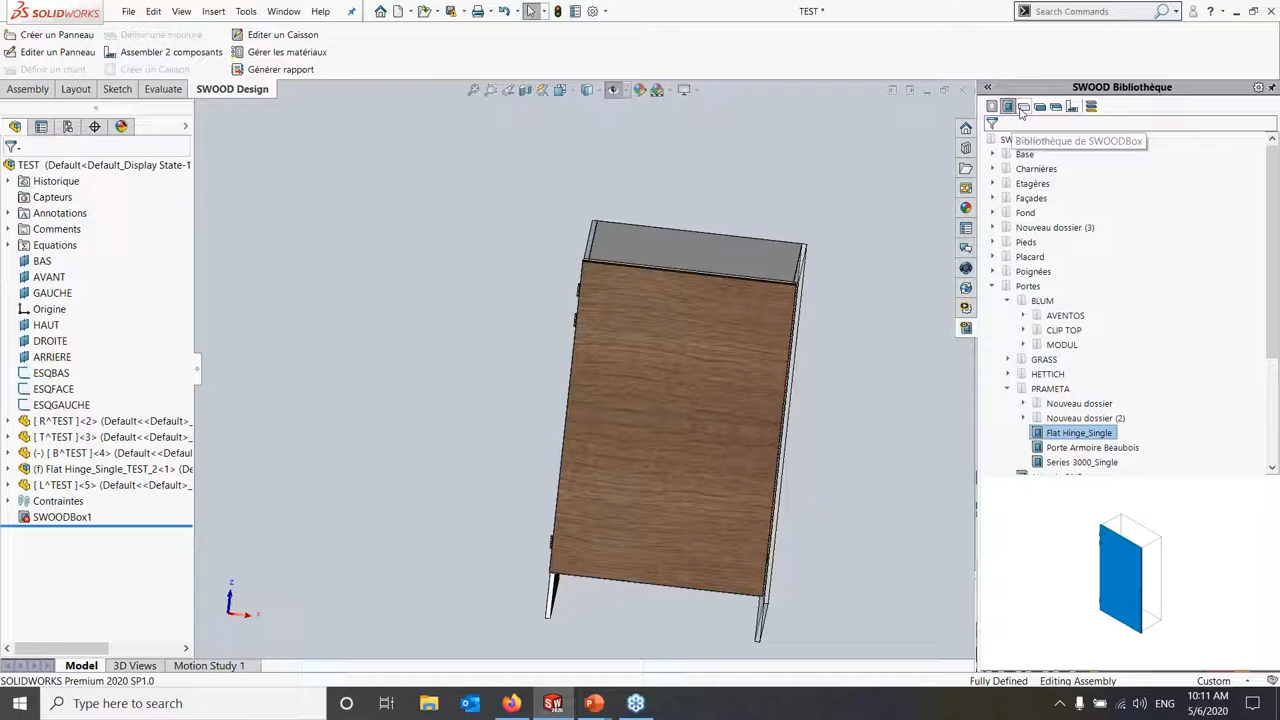 SOLIDWORKS File Edit View Insert Tools Window TEST * Search Commands
Créer un Panneau Définir une moulure Editer un Caisson
Editer un Panneau Assembler 2 composants Gérer les matériaux
Définir un chant Créer un Caisson Générer rapport
Assembly Layout Sketch Evaluate SWOOD Design
SWOOD Bibliothèque
Bibliothèque de SWOODBox
TEST (Default<Default_Display State-1
Historique
Capteurs
Annotations
Comments
Equations
BAS
AVANT
GAUCHE
Origine
HAUT
DROITE
ARRIERE
ESQBAS
ESQFACE
ESQGAUCHE
[ R^TEST ]<2> (Default<<Default>_
[ T^TEST ]<3> (Default<<Default>_
(-) [ B^TEST ]<4> (Default<<Default>_
(f) Flat Hinge_Single_TEST_2<1> (De
[ L^TEST ]<5> (Default<<Default>_
Contraintes
SWOODBox1
SW
Base
Charnières
Etagères
Façades
Fond
Nouveau dossier (3)
Pieds
Placard
Poignées
Portes
BLUM
AVENTOS
CLIP TOP
MODUL
GRASS
HETTICH
PRAMETA
Nouveau dossier
Nouveau dossier (2)
Flat Hinge_Single
Porte Armoire Beaubois
Series 3000_Single
z
x
Model 3D Views Motion Study 1
SOLIDWORKS Premium 2020 SP1.0 Fully Defined Editing Assembly Custom
Type here to search ENG 10:11 AM
5/6/2020